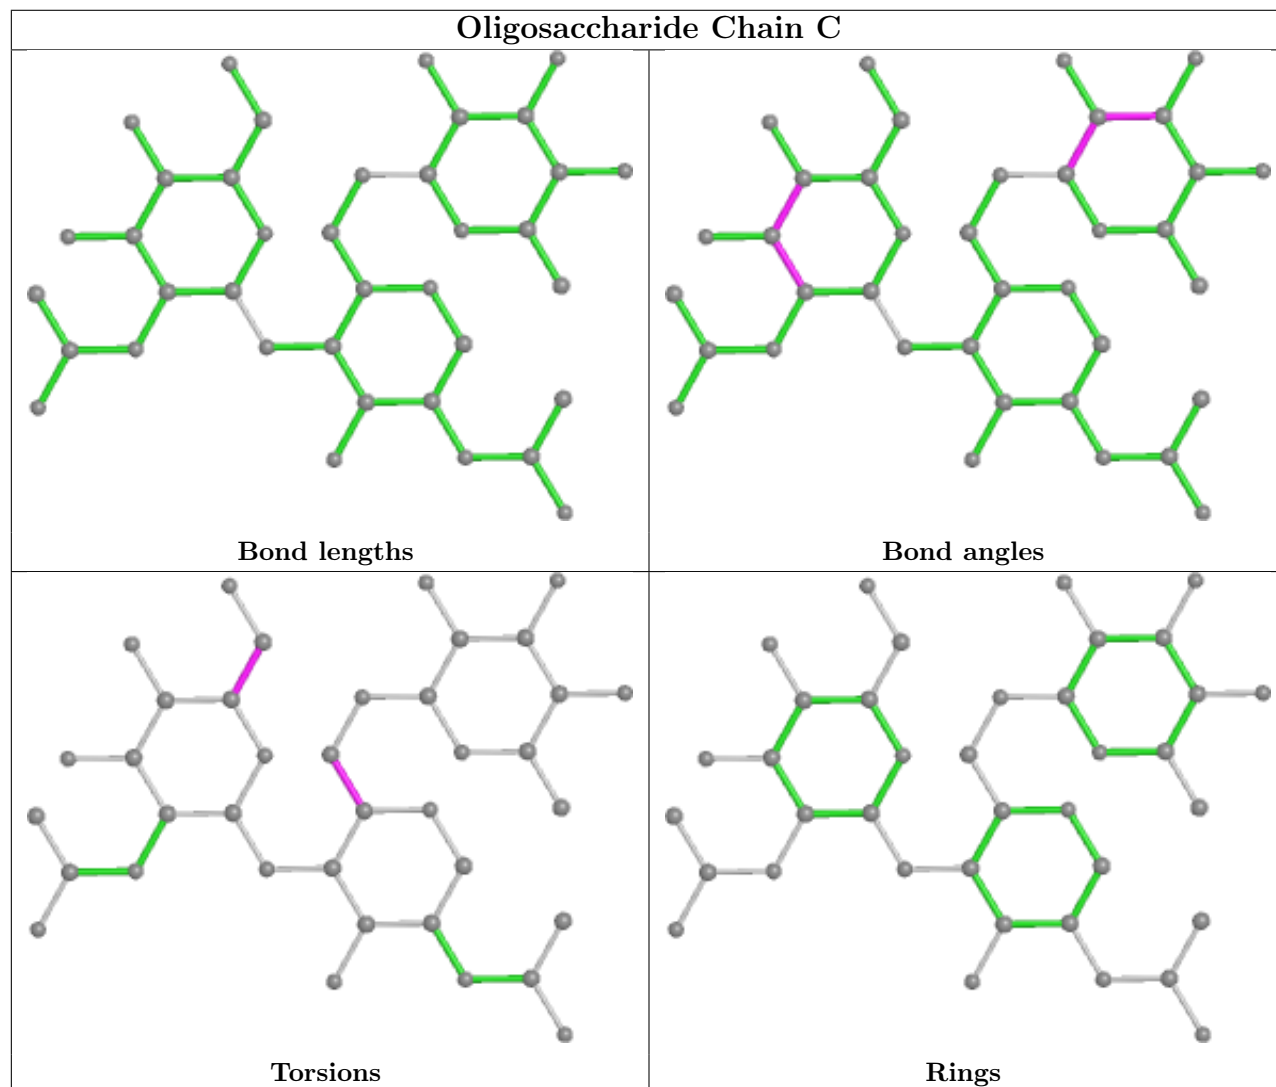 Oligosaccharide Chain C
Bond lengths
Bond angles
Torsions
Rings